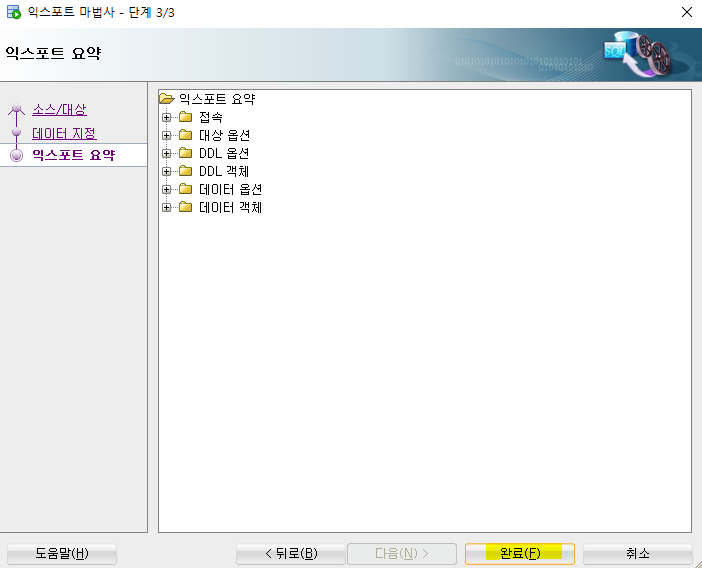 익스포트 마법사 - 단계 3/3
익스포트 요약
SQL
010101010101010101010101010101
01010101010
소스/대상
데이터 지정
익스포트 요약
익스포트 요약
접속
대상 옵션
DDL 옵션
DDL 객체
데이터 옵션
데이터 객체
도움말(H)
< 뒤로(B)
다음(N) >
완료(F)
취소